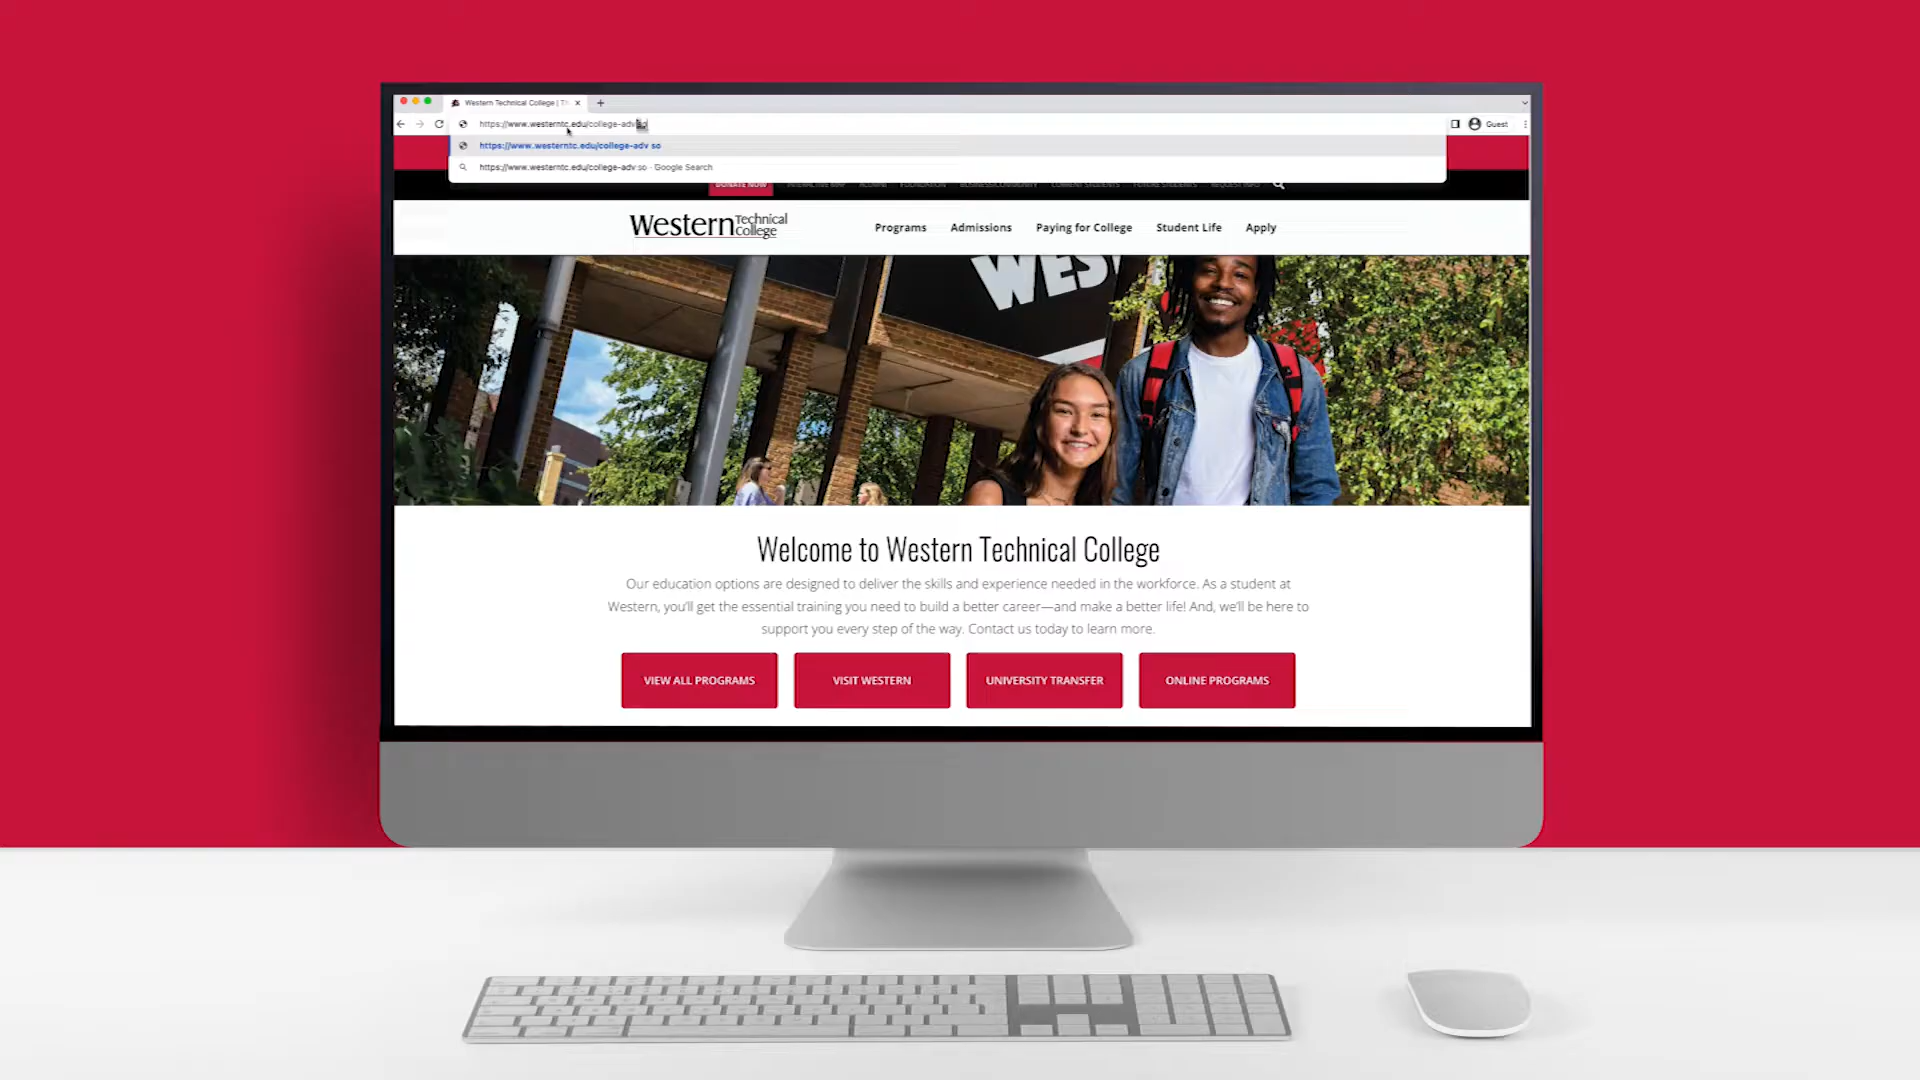 Western Technical College | Th
https://www.westerntc.edu/college-adv so
Guest
https://www.westerntc.edu/college-adv so
https://www.westerntc.edu/college-adv so - Google Search
DONATE NOW INTERACTIVE MAP ALUMNI FOUNDATION BUSINESS/COMMUNITY CURRENT STUDENTS FUTURE STUDENTS REQUEST INFO
Western Technical College
Programs Admissions Paying for College Student Life Apply
WEST
Welcome to Western Technical College
Our education options are designed to deliver the skills and experience needed in the workforce. As a student at
Western, you'll get the essential training you need to build a better career—and make a better life! And, we'll be here to
support you every step of the way. Contact us today to learn more.
VIEW ALL PROGRAMS VISIT WESTERN UNIVERSITY TRANSFER ONLINE PROGRAMS